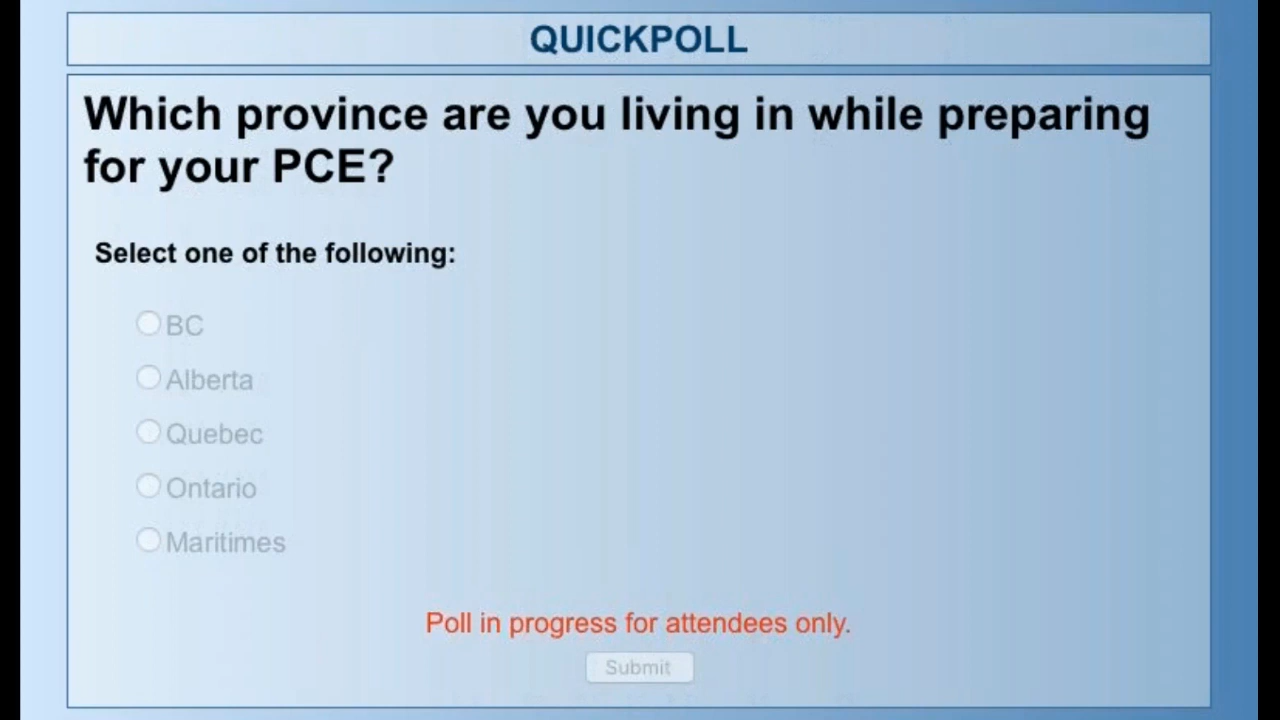 QUICKPOLL
Which province are you living in while preparing
for your PCE?
Select one of the following:
BC
Alberta
Quebec
Ontario
Maritimes
Poll in progress for attendees only.
Submit